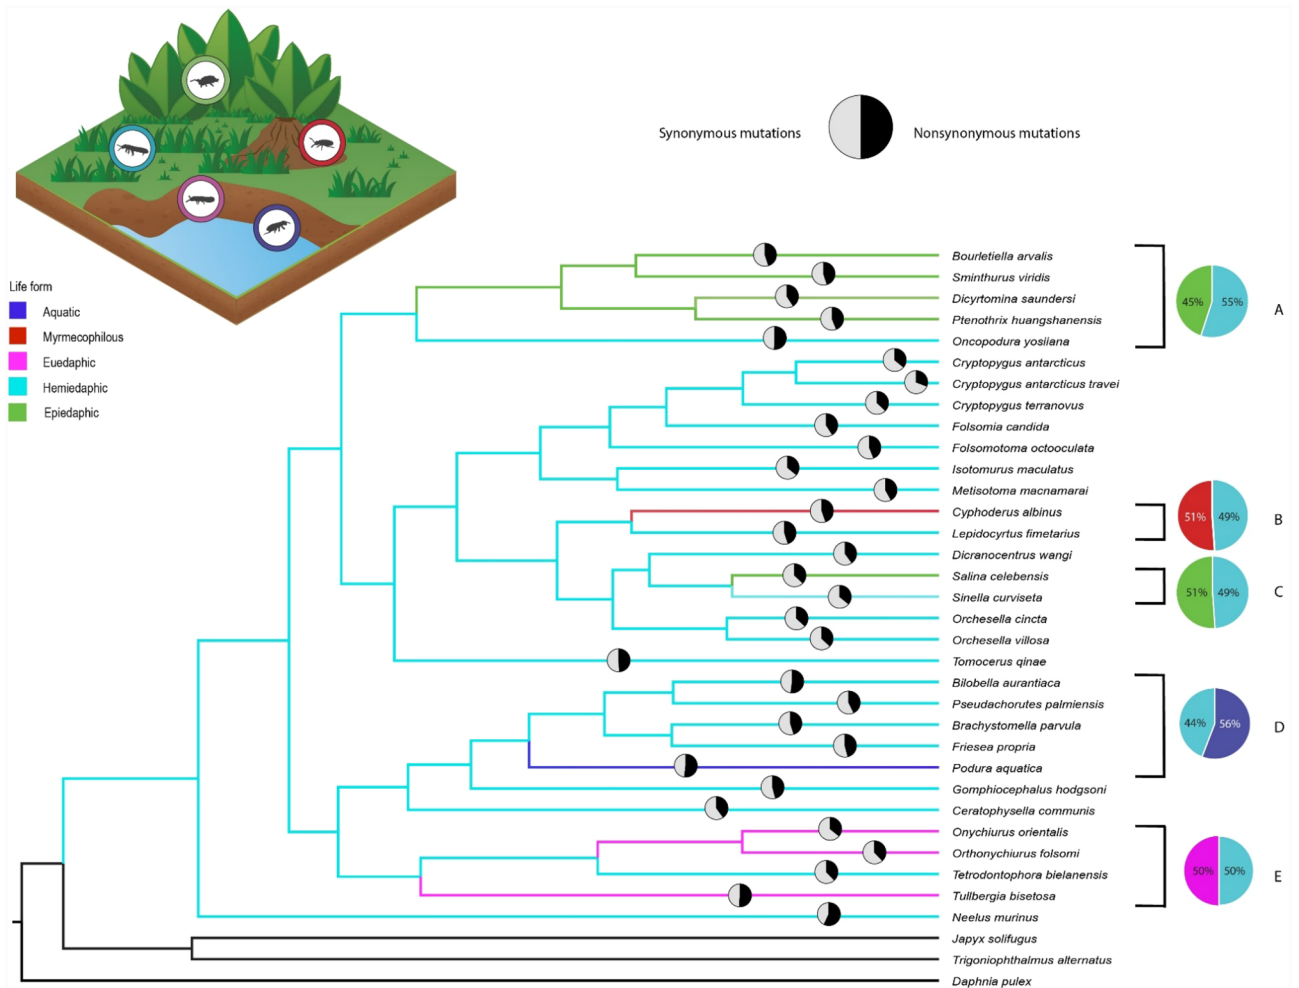 Synonymous mutations
Nonsynonymous mutations
Life form
Aquatic
Myrmecophilous
Euedaphic
Hemiedaphic
Epiedaphic
Bourletiella arvalis
Sminthurus viridis
Dicyrtomina saundersi
Ptenothrix huangshanensis
Oncopodura yosiiana
Cryptopygus antarcticus
Cryptopygus antarcticus travei
Cryptopygus terranovus
Folsomia candida
Folsomotoma octooculata
Isotomurus maculatus
Metisotoma macnamarai
Cyphoderus albinus
Lepidocyrtus fimetarius
Dicranocentrus wangi
Salina celebensis
Sinella curviseta
Orchesella cincta
Orchesella villosa
Tomocerus qinae
Bilobella aurantiaca
Pseudachorutes palmiensis
Brachystomella parvula
Friesea propria
Podura aquatica
Gomphiocephalus hodgsoni
Ceratophysella communis
Onychiurus orientalis
Orthonychiurus folsomi
Tetrodontophora bielanensis
Tullbergia bisetosa
Neelus murinus
Japyx solifugus
Trigoniophthalmus alternatus
Daphnia pulex
45% 55% A
51% 49% B
51% 49% C
44% 56% D
50% 50% E